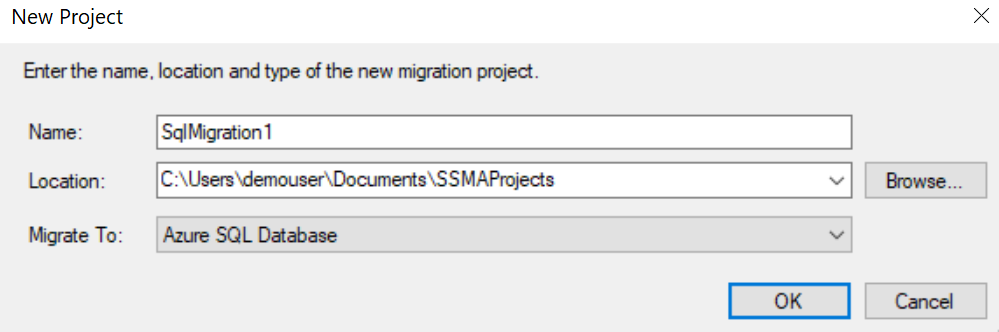 New Project
Enter the name, location and type of the new migration project.
Name: SqlMigration1
Location: C:\Users\demouser\Documents\SSMAProjects Browse...
Migrate To: Azure SQL Database
OK Cancel